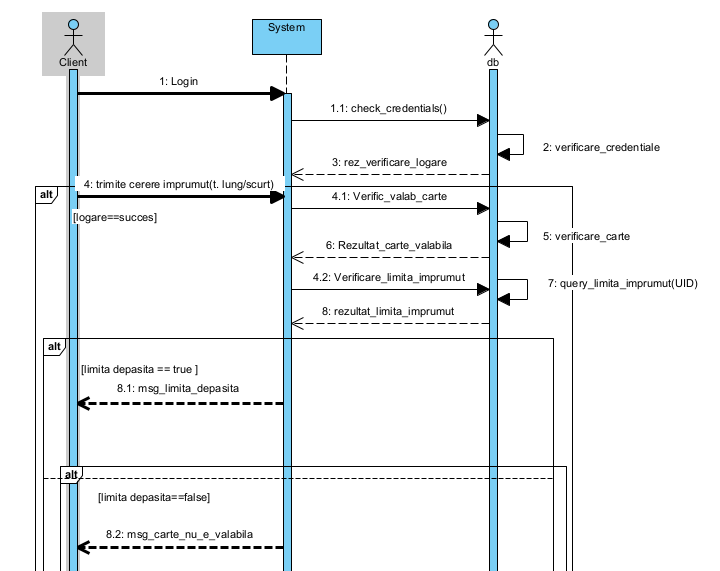 System
Client
db
1: Login
1.1: check_credentials()
2: verificare_credentiale
3: rez_verificare_logare
4: trimite cerere imprumut(t. lung/scurt)
alt
4.1: Verific_valab_carte
[logare==succes]
5: verificare_carte
6: Rezultat_carte_valabila
4.2: Verificare_limita_imprumut
7: query_limita_imprumut(UID)
8: rezultat_limita_imprumut
alt
[limita depasita == true ]
8.1: msg_limita_depasita
alt
[limita depasita==false]
8.2: msg_carte_nu_e_valabila